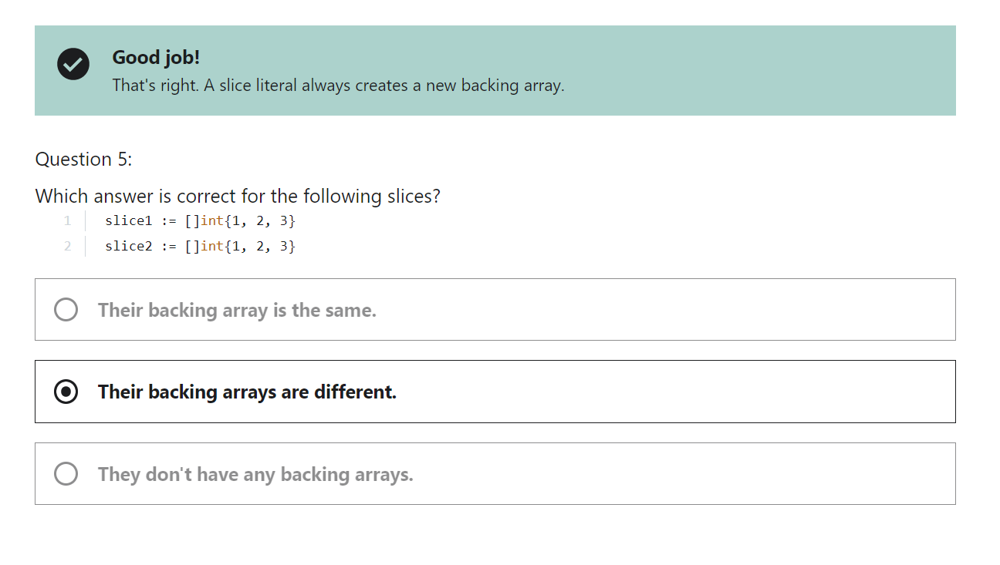 Good job!
That's right. A slice literal always creates a new backing array.
Question 5:
Which answer is correct for the following slices?
1 slice1 := []int{1, 2, 3}
2 slice2 := []int{1, 2, 3}
Their backing array is the same.
Their backing arrays are different.
They don't have any backing arrays.